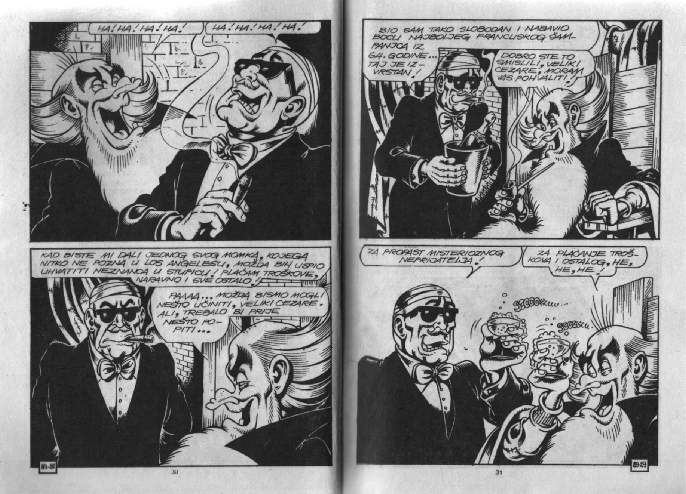 HA! HA! HA! HA!
HA! HA! HA! HA!
KAD BISTE MI DALI JEDNOG SVOG MOMKA, KOJEGA
NITKO NE POZNA U LOS ANGELESU, MOŽDA BIH USPIO
UHVATITI NEZNANCA U STUPICU! PLAĆAM TROŠKOVE,
NARAVNO I SVE OSTALO!
PAAAA... MOŽDA BISMO MOGLI
NEŠTO UČINITI, VELIKI CEZARE.
ALI, TREBALO BI PRIJE
NEŠTO PO-
PITI...
30
BIO SAM TAKO SLOBODAN I NABAVIO
BOCU NAJBOLJEG FRANCUSKOG ŠAM-
PANJCA IZ
64. GODINE...
TAJ JE IZ-
VRSTAN!
DOBRO STE TO
SMISLILI, VELIKI
CEZARE, MORAM
VAS POHVALITI!
ZA PROPAST MISTERIOZNOG
NEPRIJATELJA!
ZA PLAĆANJE TROŠ-
KOVA I OSTALOG, HE,
HE, HE!
31